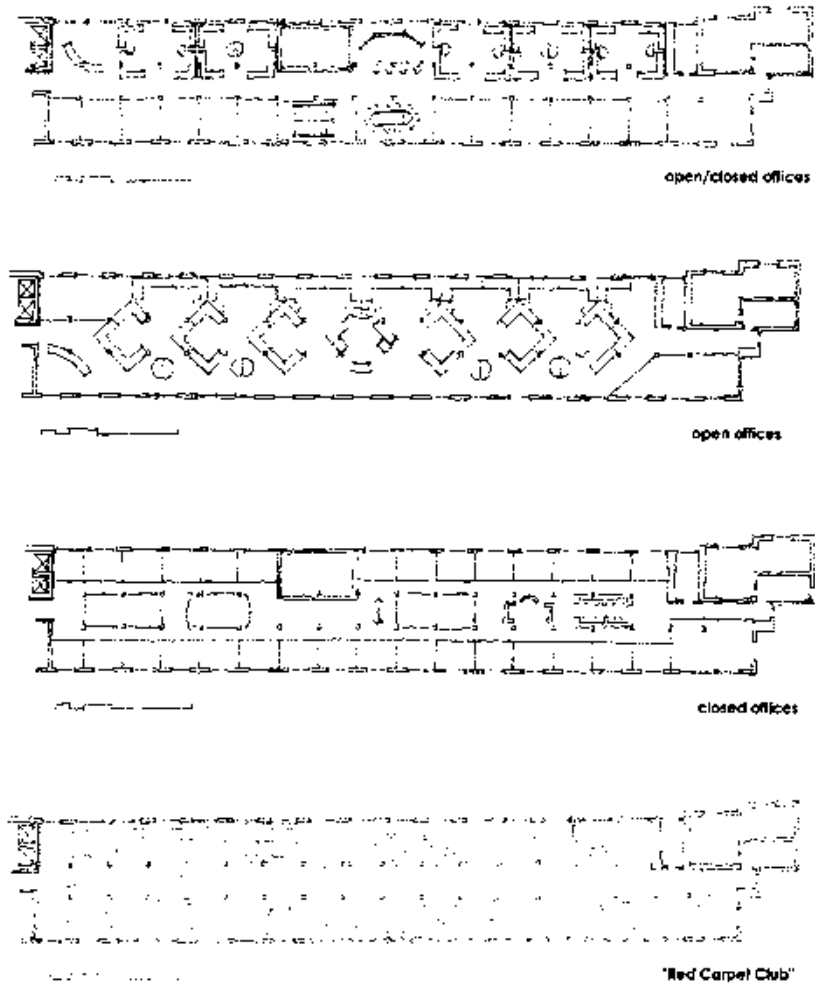 open/closed offices
open offices
closed offices
"Red Carpet Club"